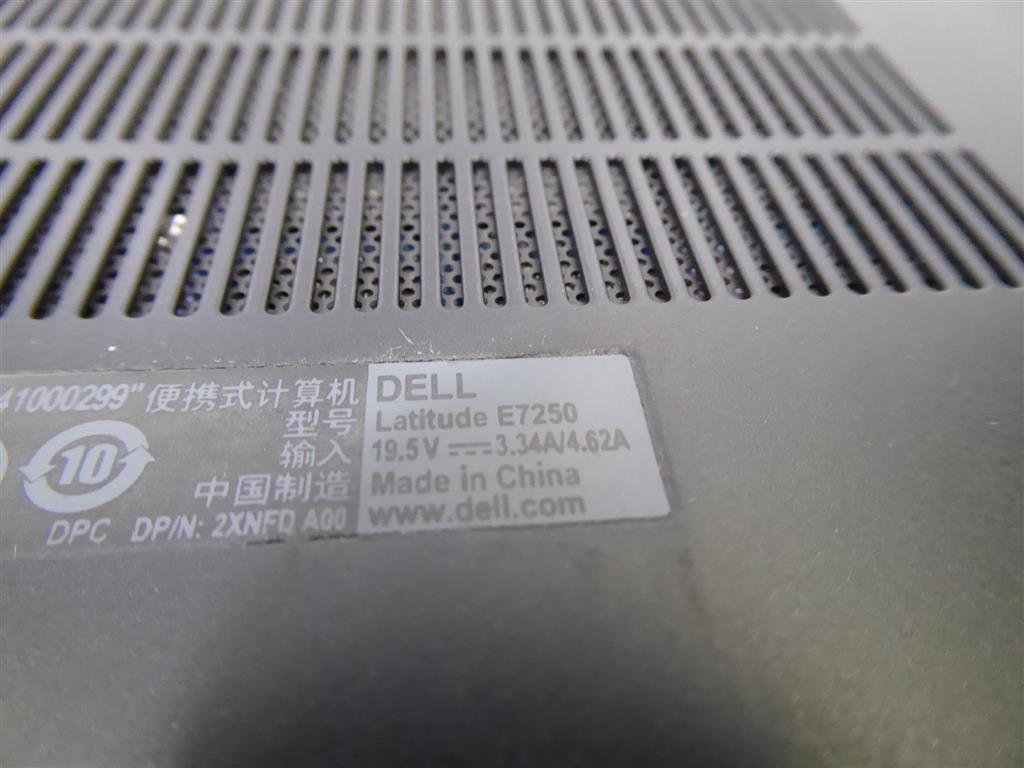 41000299" 便携式计算机 DELL
型号 Latitude E7250
输入 19.5V ⎓ 3.34A/4.62A
中国制造 Made in China
www.dell.com
10
DPC DP/N: 2XNFD A00